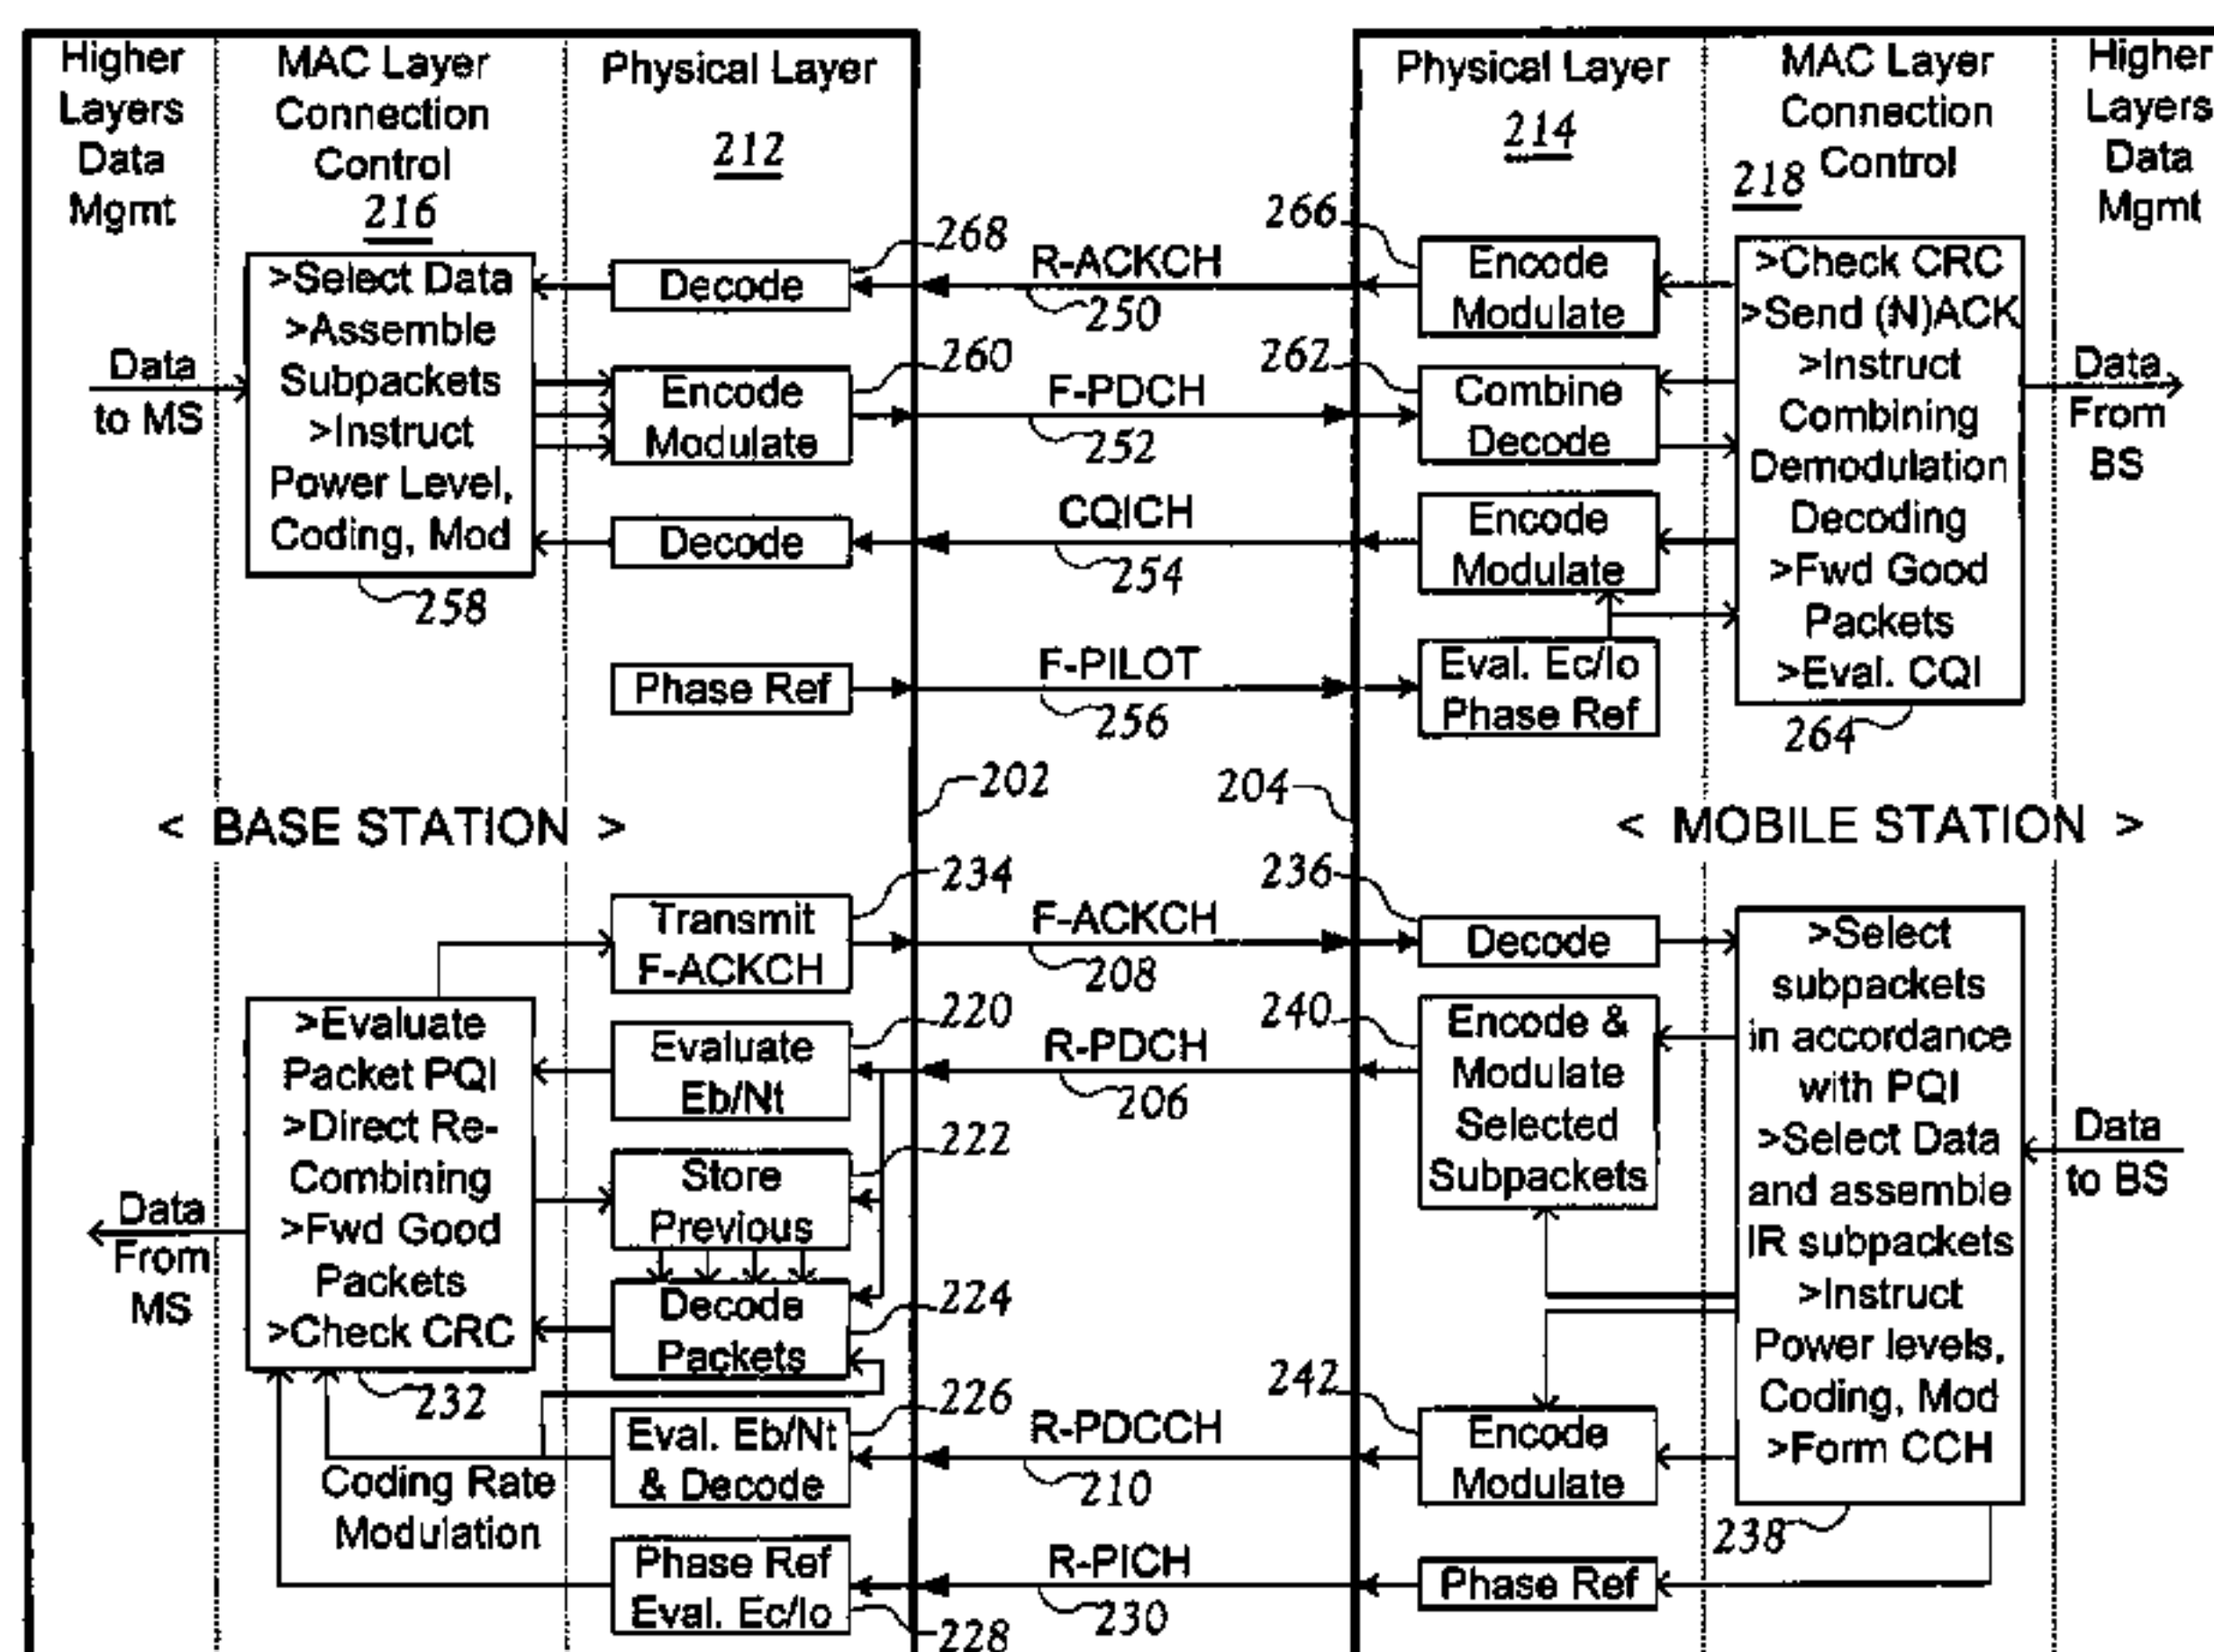 Higher
Layers
Data
Mgmt
MAC Layer
Connection
Control
216
Physical Layer
212
Physical Layer
214
MAC Layer
Connection
Control
218
Higher
Layers
Data
Mgmt
>Select Data
>Assemble
Subpackets
>Instruct
Power Level,
Coding, Mod
258
Data
to MS
Decode
268
R-ACKCH
250
266
Encode
Modulate
Encode
Modulate
260
F-PDCH
252
262
Combine
Decode
Decode
CQICH
254
Encode
Modulate
Phase Ref
F-PILOT
256
Eval. Ec/Io
Phase Ref
>Check CRC
>Send (N)ACK
>Instruct
Combining
Demodulation
Decoding
>Fwd Good
Packets
>Eval. CQI
264
Data
From
BS
202
204
< BASE STATION >
< MOBILE STATION >
Transmit
F-ACKCH
234
F-ACKCH
208
236
Decode
>Evaluate
Packet PQI
>Direct Re-
Combining
>Fwd Good
Packets
>Check CRC
232
Data
From
MS
Evaluate
Eb/Nt
220
R-PDCH
206
240
Encode &
Modulate
Selected
Subpackets
Store
Previous
222
Decode
Packets
224
Eval. Eb/Nt
& Decode
226
Coding Rate
Modulation
R-PDCCH
210
242
Encode
Modulate
Phase Ref
Eval. Ec/Io
228
R-PICH
230
Phase Ref
>Select
subpackets
in accordance
with PQI
>Select Data
and assemble
IR subpackets
>Instruct
Power levels,
Coding, Mod
>Form CCH
238
Data
to BS